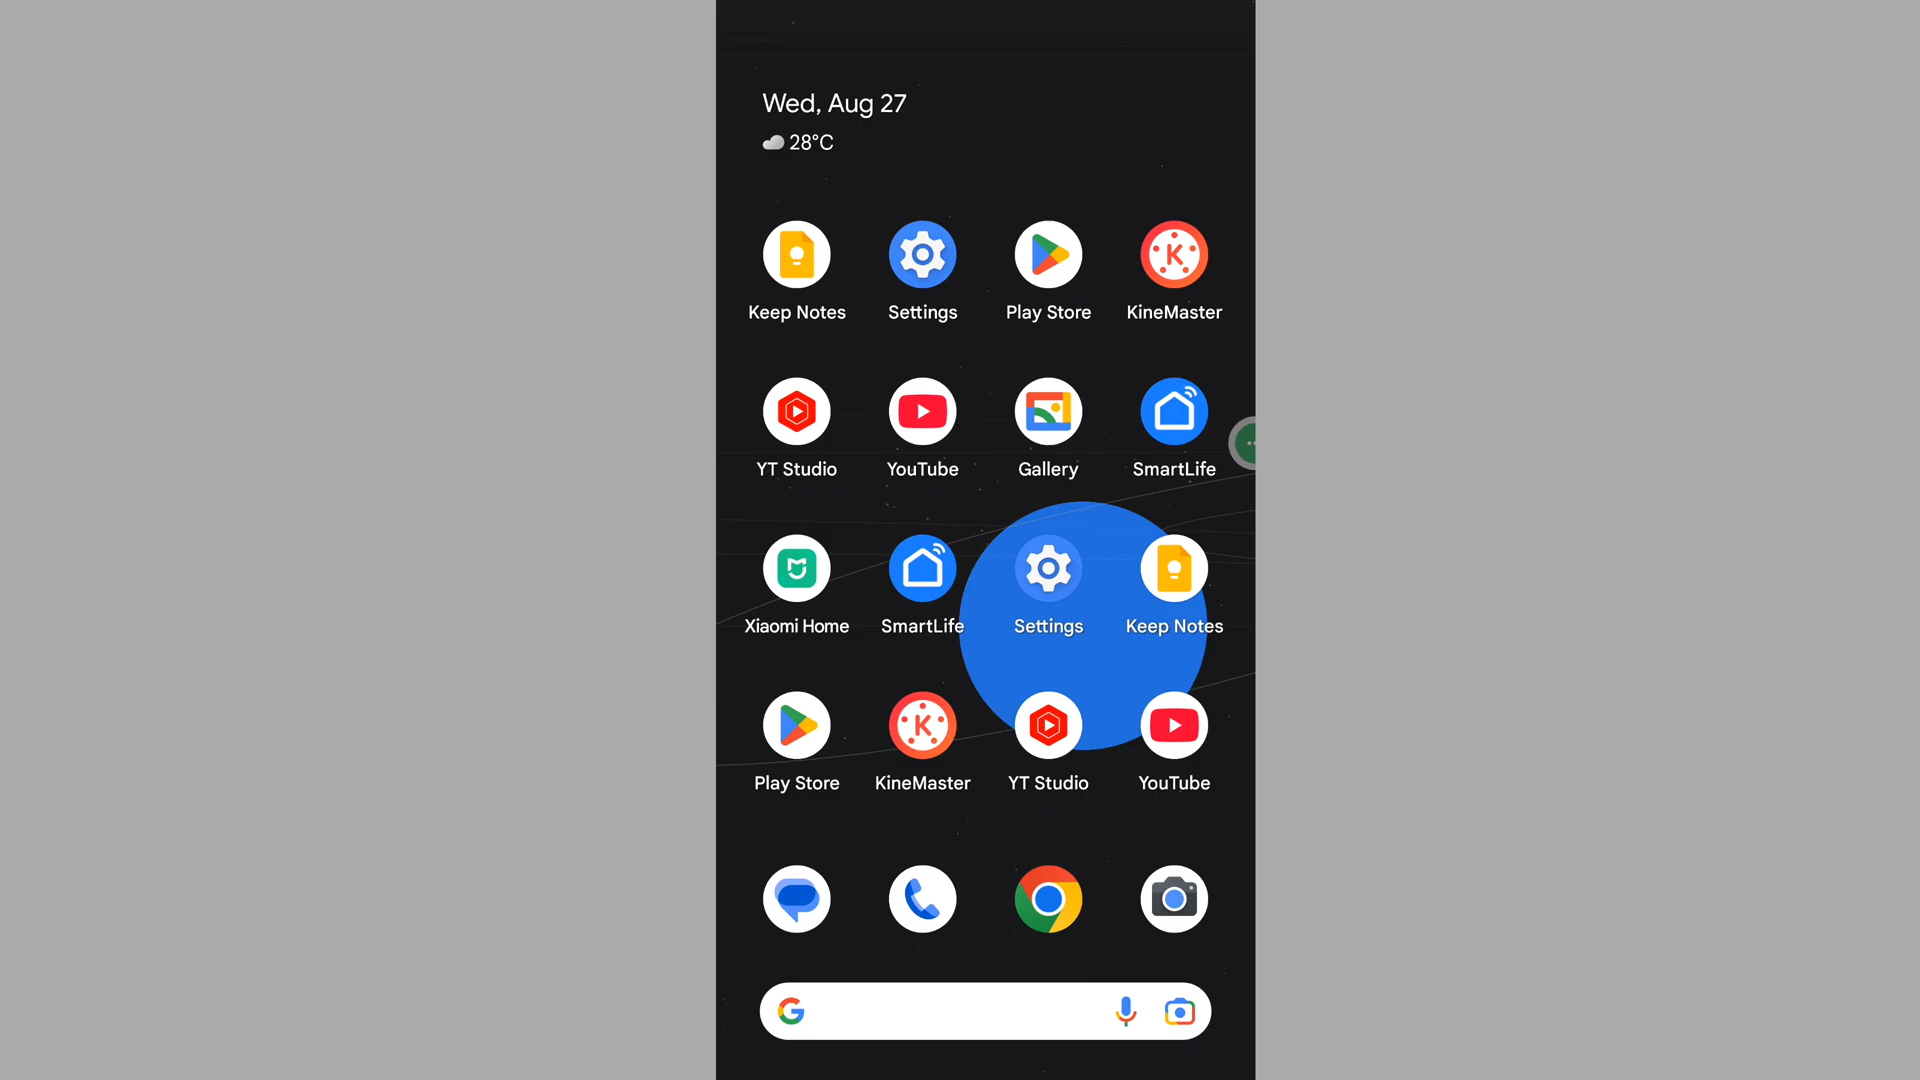 Wed, Aug 27
28°C
Keep Notes
Settings
Play Store
KineMaster
YT Studio
YouTube
Gallery
SmartLife
Xiaomi Home
SmartLife
Settings
Keep Notes
Play Store
KineMaster
YT Studio
YouTube